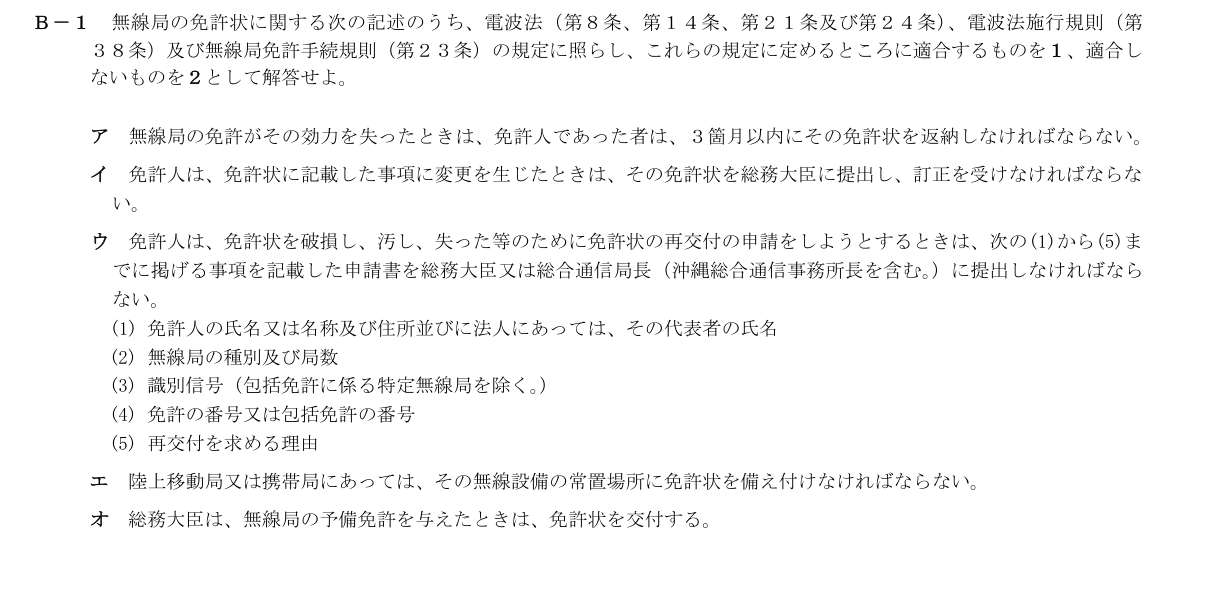 B－1　無線局の免許状に関する次の記述のうち、電波法（第８条、第１４条、第２１条及び第２４条）、電波法施行規則（第
３８条）及び無線局免許手続規則（第２３条）の規定に照らし、これらの規定に定めるところに適合するものを1、適合し
ないものを2として解答せよ。
ア　無線局の免許がその効力を失ったときは、免許人であった者は、３箇月以内にその免許状を返納しなければならない。
イ　免許人は、免許状に記載した事項に変更を生じたときは、その免許状を総務大臣に提出し、訂正を受けなければならな
い。
ウ　免許人は、免許状を破損し、汚し、失った等のために免許状の再交付の申請をしようとするときは、次の(1)から(5)ま
でに掲げる事項を記載した申請書を総務大臣又は総合通信局長（沖縄総合通信事務所長を含む。）に提出しなければなら
ない。
(1) 免許人の氏名又は名称及び住所並びに法人にあっては、その代表者の氏名
(2) 無線局の種別及び局数
(3) 識別信号（包括免許に係る特定無線局を除く。）
(4) 免許の番号又は包括免許の番号
(5) 再交付を求める理由
エ　陸上移動局又は携帯局にあっては、その無線設備の常置場所に免許状を備え付けなければならない。
オ　総務大臣は、無線局の予備免許を与えたときは、免許状を交付する。